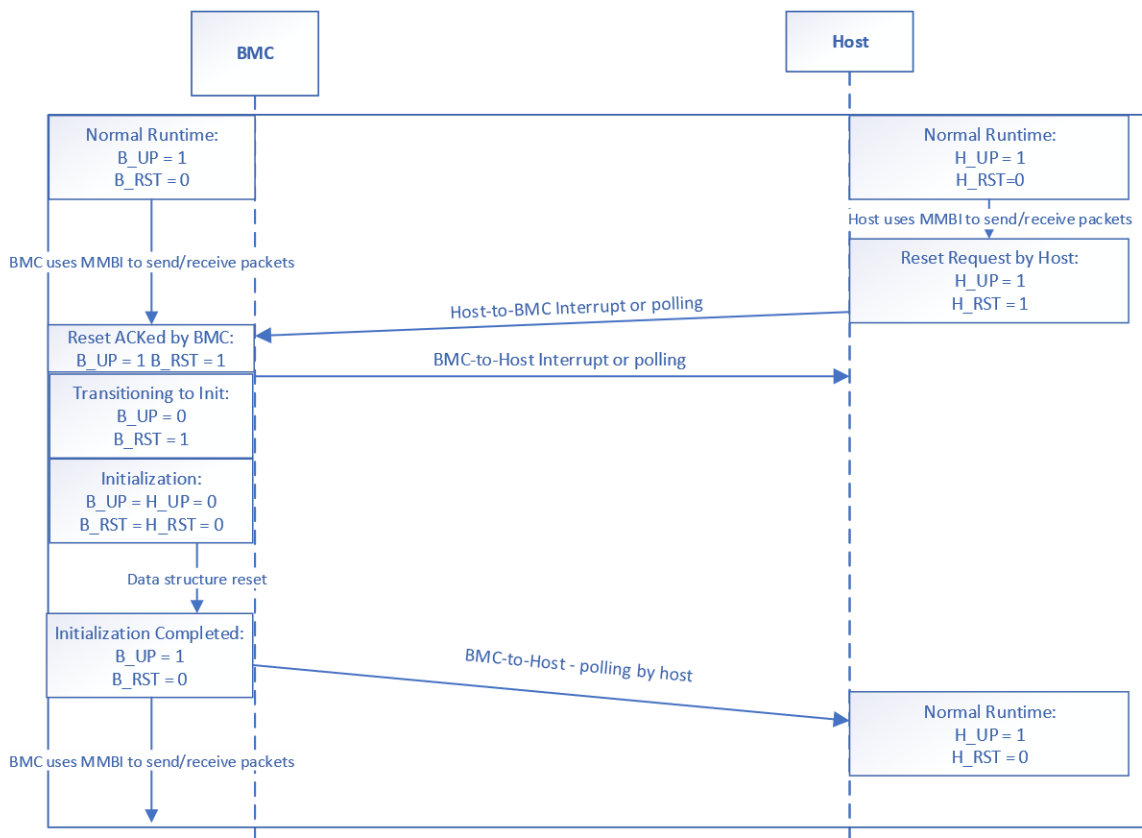 BMC
Host
Normal Runtime:
B_UP = 1
B_RST = 0
Normal Runtime:
H_UP = 1
H_RST=0
Host uses MMBI to send/receive packets
BMC uses MMBI to send/receive packets
Reset Request by Host:
H_UP = 1
H_RST = 1
Host-to-BMC Interrupt or polling
Reset ACKed by BMC:
B_UP = 1 B_RST = 1
BMC-to-Host Interrupt or polling
Transitioning to Init:
B_UP = 0
B_RST = 1
Initialization:
B_UP = H_UP = 0
B_RST = H_RST = 0
Data structure reset
Initialization Completed:
B_UP = 1
B_RST = 0
BMC-to-Host - polling by host
Normal Runtime:
H_UP = 1
H_RST = 0
BMC uses MMBI to send/receive packets